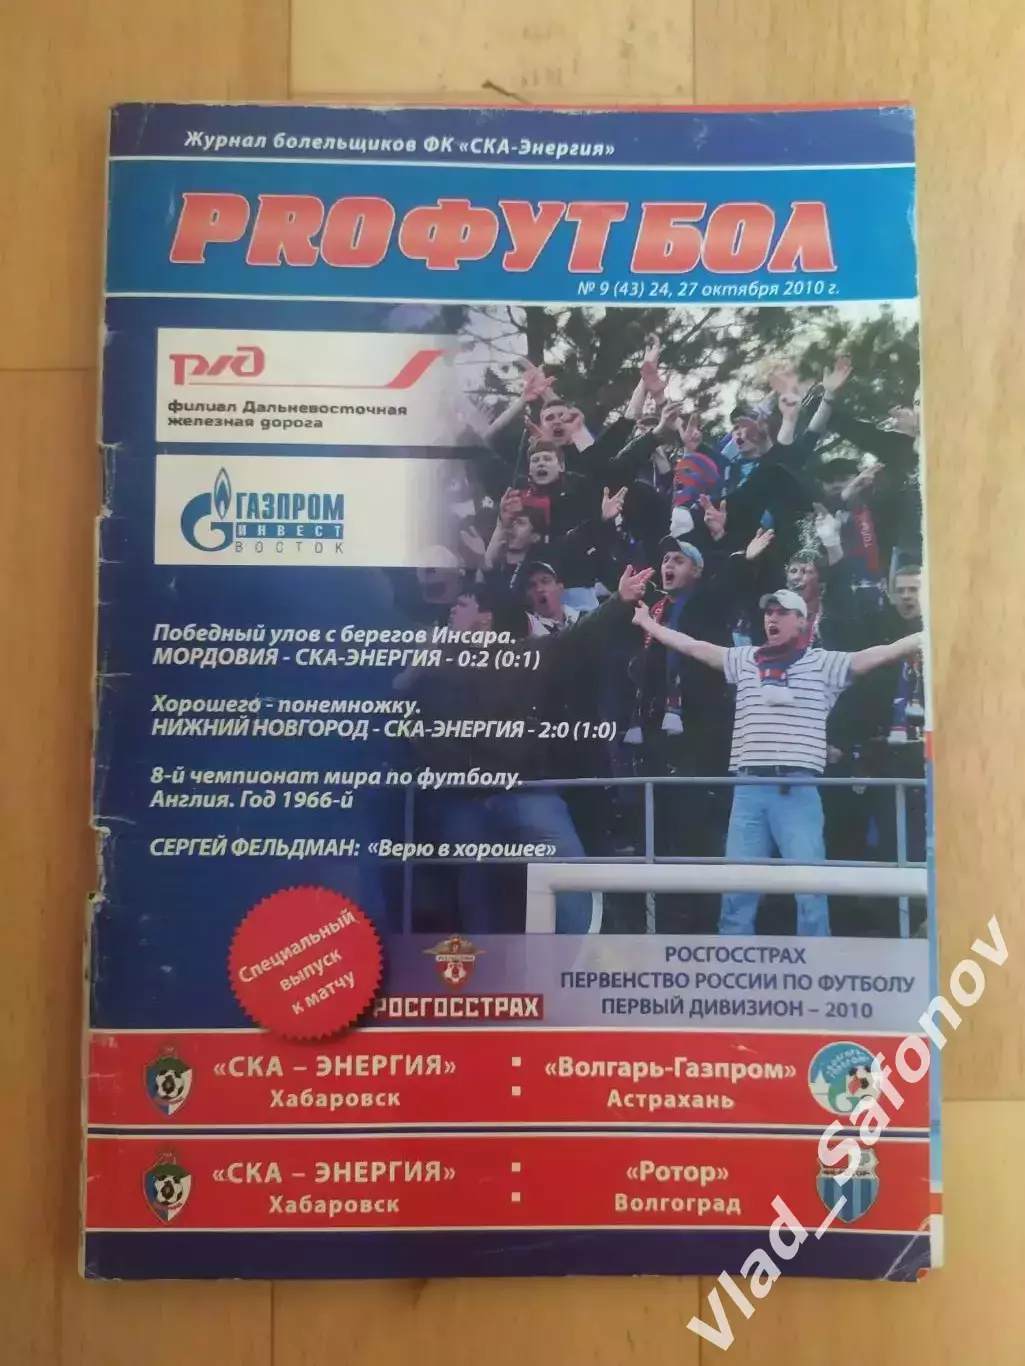 Журнал болельщиков ФК «СКА-Энергия»
PROФУТБОЛ
№ 9 (43) 24, 27 октября 2010 г.
ржд
филиал Дальневосточная
железная дорога
ГАЗПРОМ
ИНВЕСТ
ВОСТОК
Победный улов с берегов Инсара.
МОРДОВИЯ - СКА-ЭНЕРГИЯ - 0:2 (0:1)
Хорошего - понемножку.
НИЖНИЙ НОВГОРОД - СКА-ЭНЕРГИЯ - 2:0 (1:0)
8-й чемпионат мира по футболу.
Англия. Год 1966-й
СЕРГЕЙ ФЕЛЬДМАН: «Верю в хорошее»
Специальный
выпуск
к матчу
РОСГОССТРАХ
РОСГОССТРАХ
ПЕРВЕНСТВО РОССИИ ПО ФУТБОЛУ
ПЕРВЫЙ ДИВИЗИОН – 2010
«СКА – ЭНЕРГИЯ» : «Волгарь-Газпром»
Хабаровск : Астрахань
«СКА – ЭНЕРГИЯ» : «Ротор»
Хабаровск : Волгоград
Vlad_Safonov